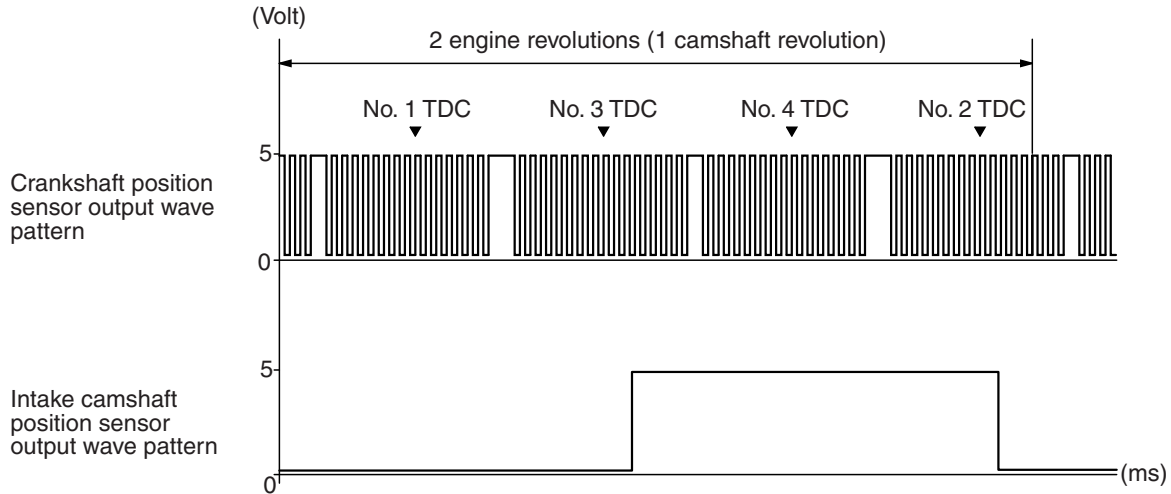 (Volt)
2 engine revolutions (1 camshaft revolution)
No. 1 TDC
No. 3 TDC
No. 4 TDC
No. 2 TDC
5
Crankshaft position
sensor output wave
pattern
0
5
Intake camshaft
position sensor
output wave pattern
0
(ms)